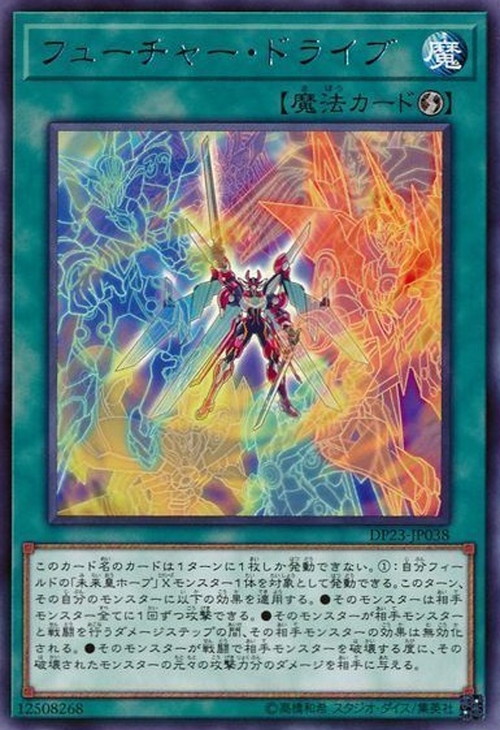 フューチャー・ドライブ
魔
【魔法カード】
DP23-JP038
このカード名のカードは1ターンに1枚しか発動できない。①:自分フィー
ルドの「未来皇ホープ」Xモンスター1体を対象として発動できる。このターン、
その自分のモンスターに以下の効果を適用する。●そのモンスターは相手
モンスター全てに1回ずつ攻撃できる。●そのモンスターが相手モンスター
と戦闘を行うダメージステップの間、その相手モンスターの効果は無効化
される。●そのモンスターが戦闘で相手モンスターを破壊する度に、その
破壊されたモンスターの元々の攻撃力分のダメージを相手に与える。
12508268
©高橋和希 スタジオ・ダイス/集英社